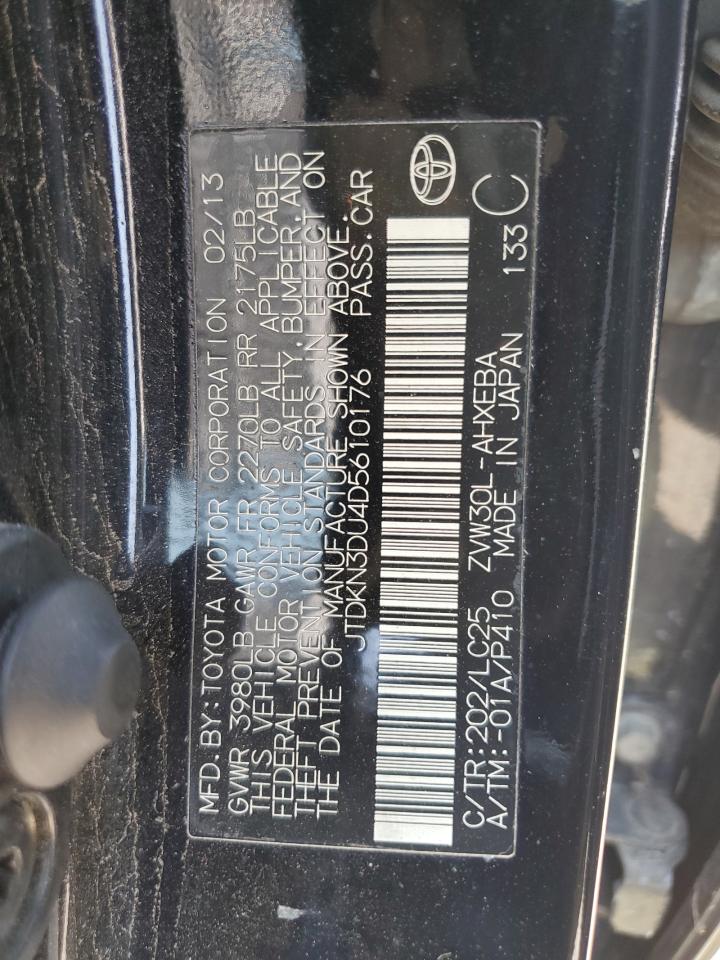 MFD. BY: TOYOTA MOTOR CORPORATION 02/13
GVWR 3980LB GAWR FR 2270LB RR 2175LB
THIS VEHICLE CONFORMS TO ALL APPLICABLE
FEDERAL MOTOR VEHICLE SAFETY, BUMPER, AND
THEFT PREVENTION STANDARDS IN EFFECT ON
THE DATE OF MANUFACTURE SHOWN ABOVE.
JTDKN3DU4D5610176 PASS. CAR
C/TR:202/LC25 ZVW30L-AHXEBA 133 C
A/TM:-01A/P410 MADE IN JAPAN